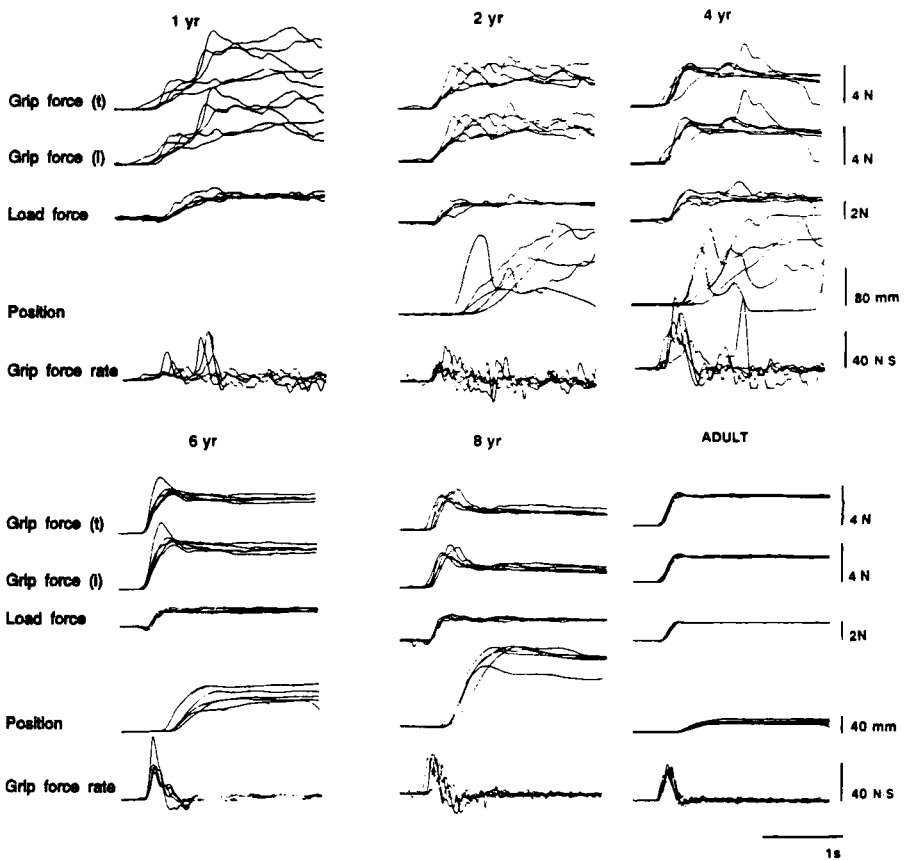 1 yr 2 yr 4 yr
Grip force (t) 4 N
Grip force (l) 4 N
Load force 2N
Position 80 mm
Grip force rate 40 N S
6 yr 8 yr ADULT
Grip force (t) 4 N
Grip force (i) 4 N
Load force 2N
Position 40 mm
Grip force rate 40 N·S
1s